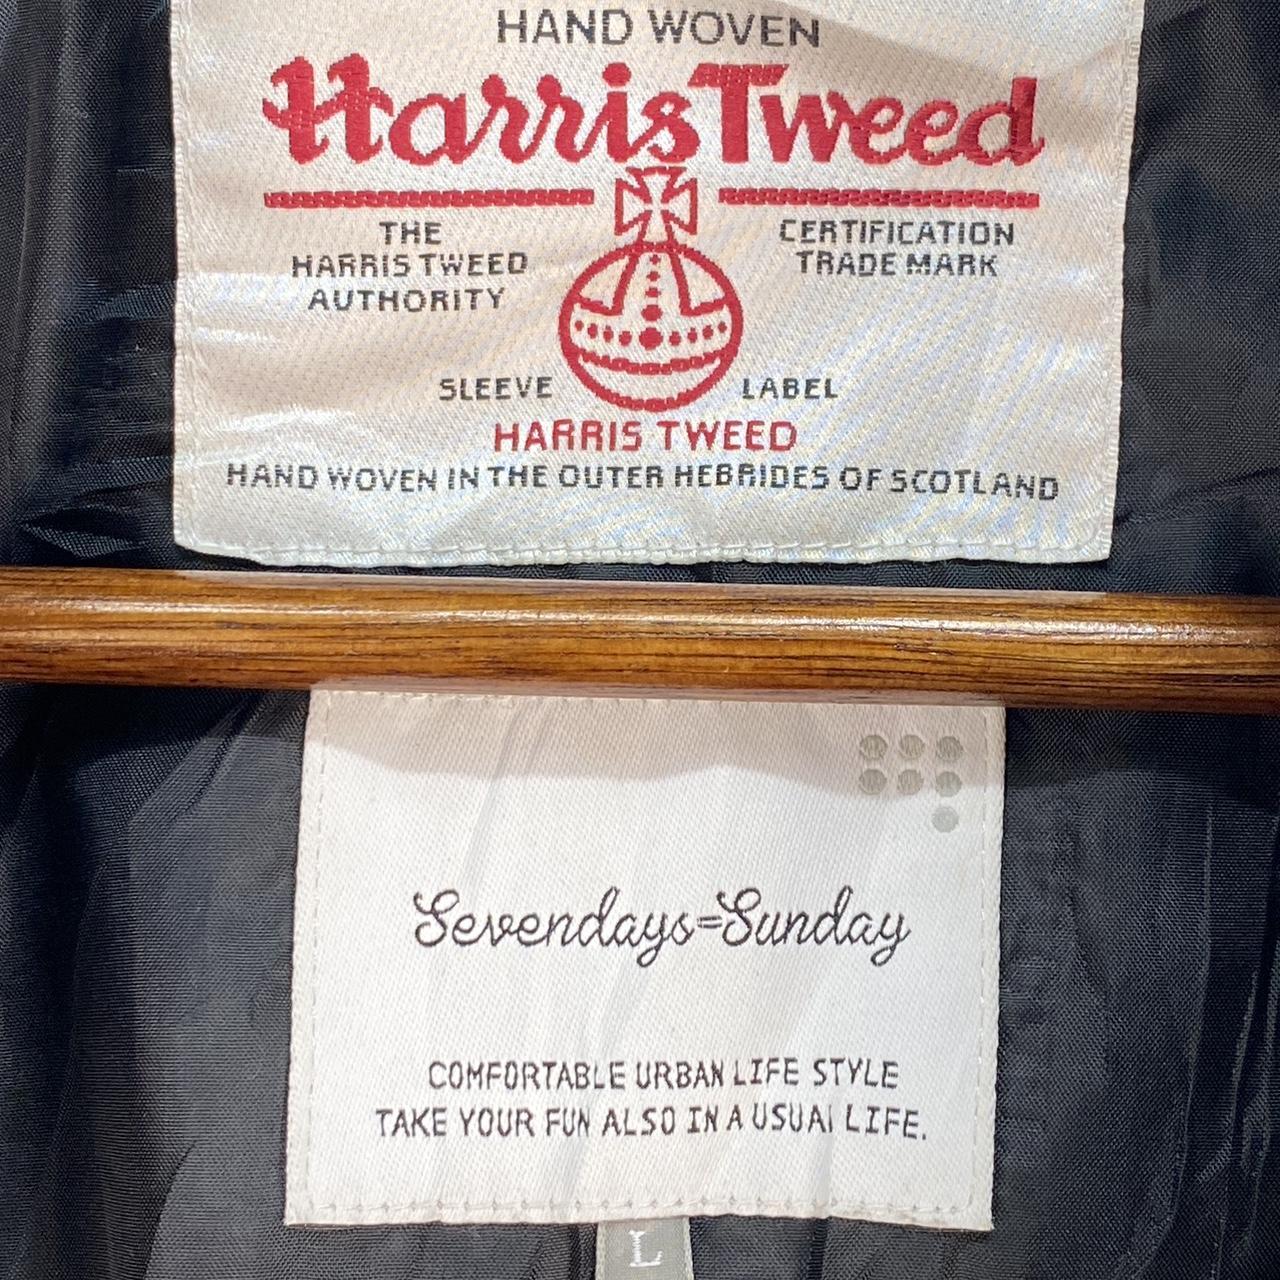 HAND WOVEN
Harris Tweed
THE
HARRIS TWEED
AUTHORITY
CERTIFICATION
TRADE MARK
SLEEVE LABEL
HARRIS TWEED
HAND WOVEN IN THE OUTER HEBRIDES OF SCOTLAND
Sevendays=Sunday
COMFORTABLE URBAN LIFE STYLE
TAKE YOUR FUN ALSO IN A USUAL LIFE.
L